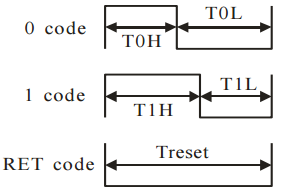 T0L
0 code
T0H
T1L
1 code
T1H
Treset
RET code